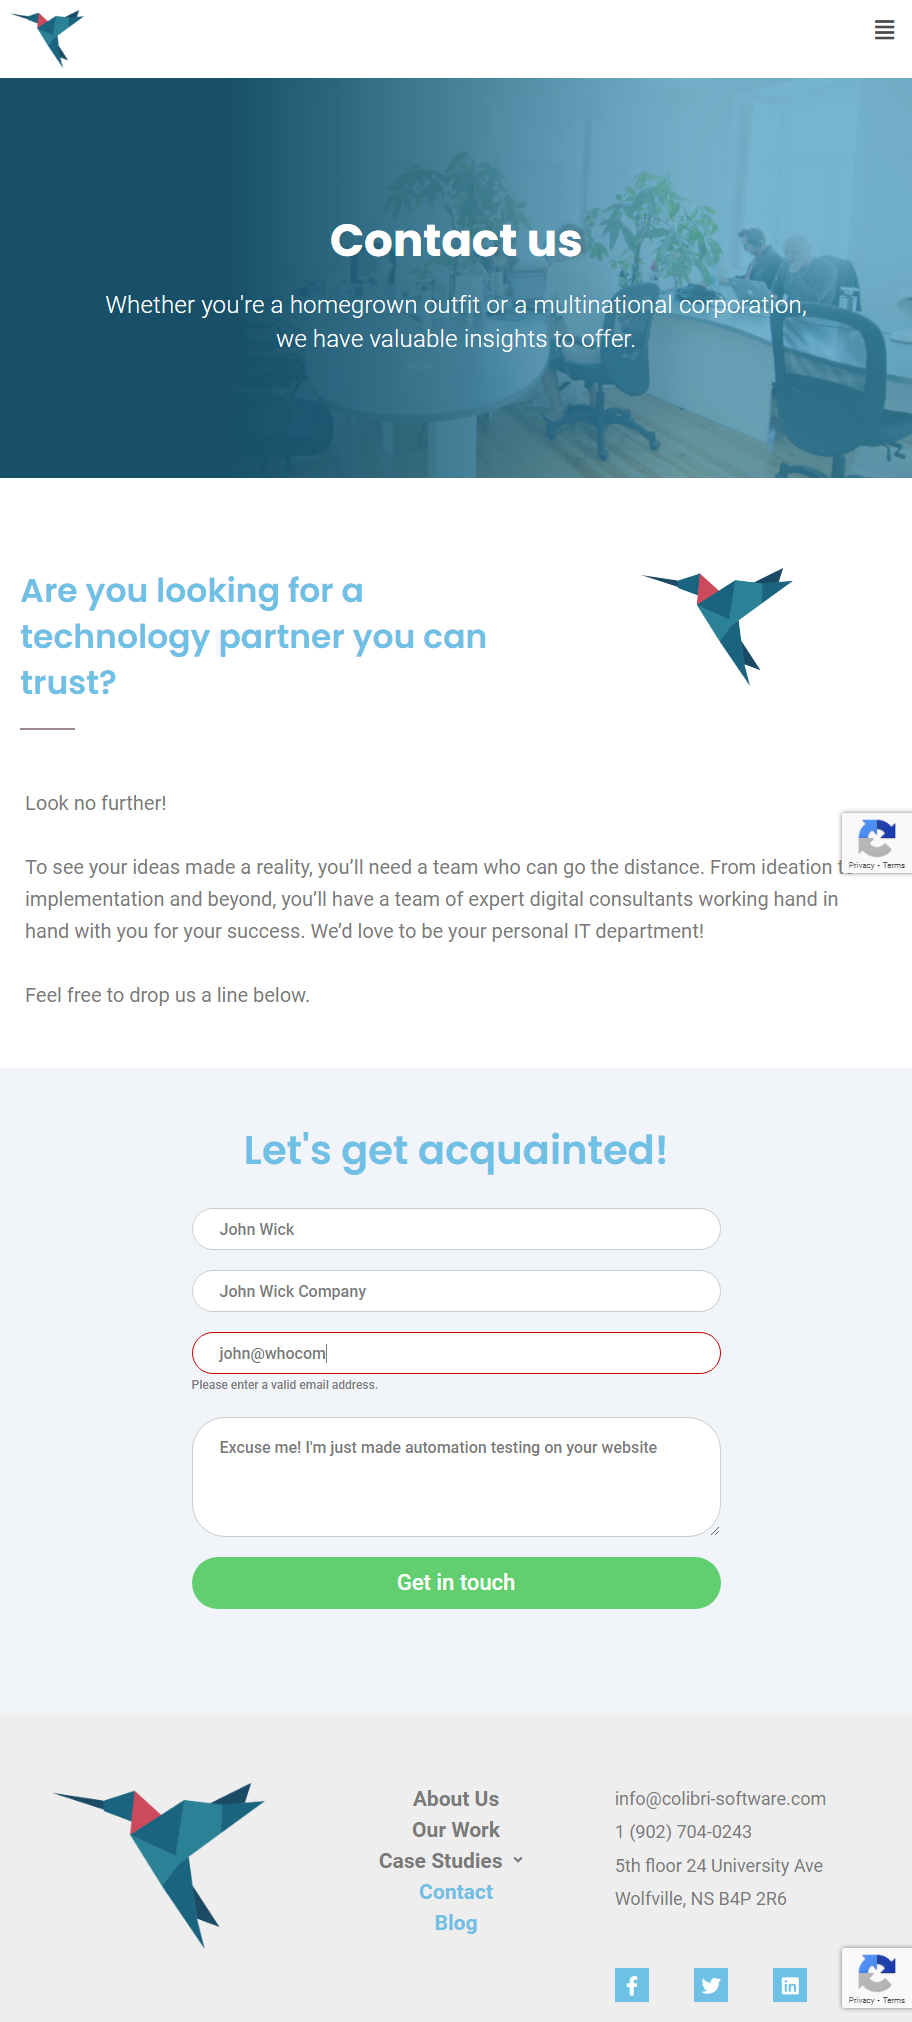 Contact us
Whether you're a homegrown outfit or a multinational corporation,
we have valuable insights to offer.
Are you looking for a
technology partner you can
trust?
Look no further!
To see your ideas made a reality, you’ll need a team who can go the distance. From ideation
Privacy - Terms
implementation and beyond, you’ll have a team of expert digital consultants working hand in
hand with you for your success. We’d love to be your personal IT department!
Feel free to drop us a line below.
Let's get acquainted!
John Wick
John Wick Company
john@whocom
Please enter a valid email address.
Excuse me! I'm just made automation testing on your website
Get in touch
About Us
Our Work
Case Studies
Contact
Blog
info@colibri-software.com
1 (902) 704-0243
5th floor 24 University Ave
Wolfville, NS B4P 2R6
Privacy - Terms